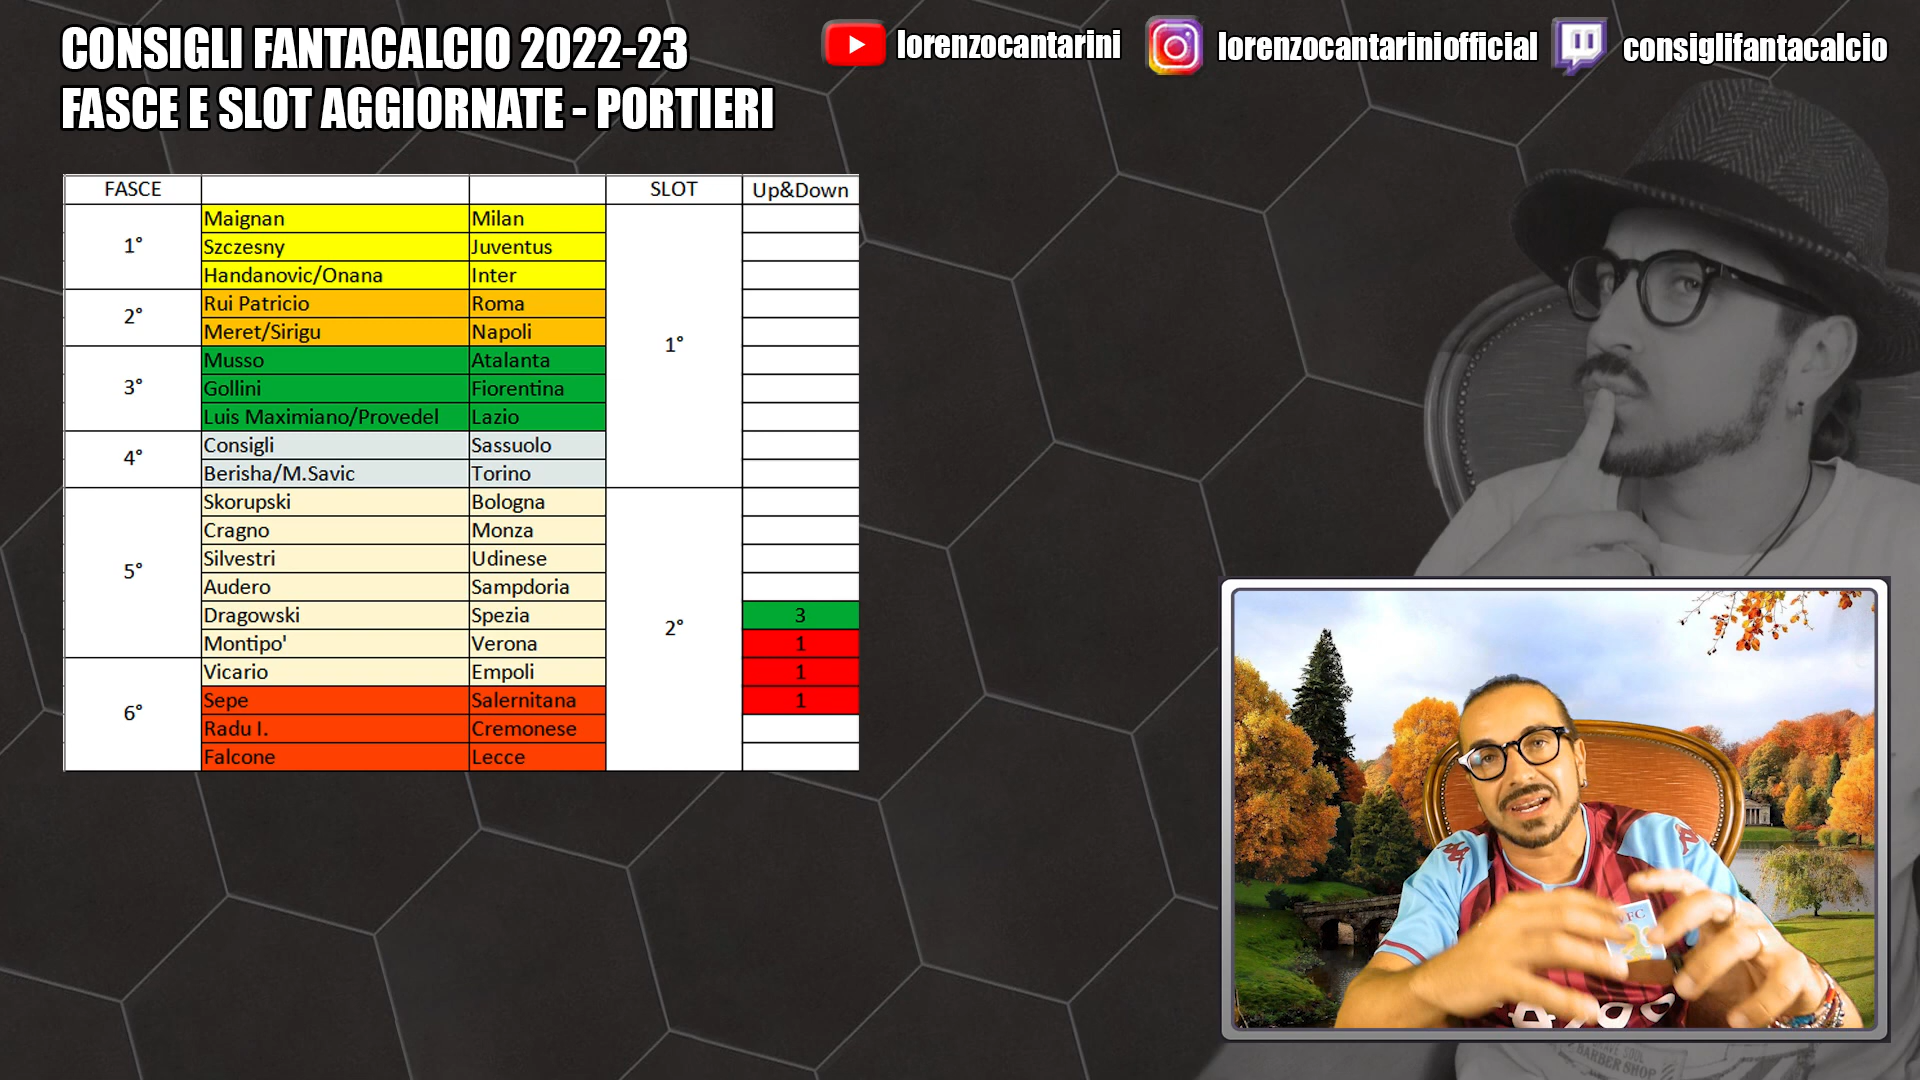 CONSIGLI FANTACALCIO 2022-23
FASCE E SLOT AGGIORNATE - PORTIERI
lorenzocantarini
lorenzocantariniofficial
consiglifantacalcio
FASCE SLOT Up&Down
1°
Maignan Milan
Szczesny Juventus
Handanovic/Onana Inter
2°
Rui Patricio Roma
Meret/Sirigu Napoli
1°
3°
Musso Atalanta
Gollini Fiorentina
Luis Maximiano/Provedel Lazio
4°
Consigli Sassuolo
Berisha/M.Savic Torino
5°
Skorupski Bologna
Cragno Monza
Silvestri Udinese
Audero Sampdoria
Dragowski Spezia 3
2°
Montipo' Verona 1
6°
Vicario Empoli 1
Sepe Salernitana 1
Radu I. Cremonese
Falcone Lecce
FC
BARBER SHOP